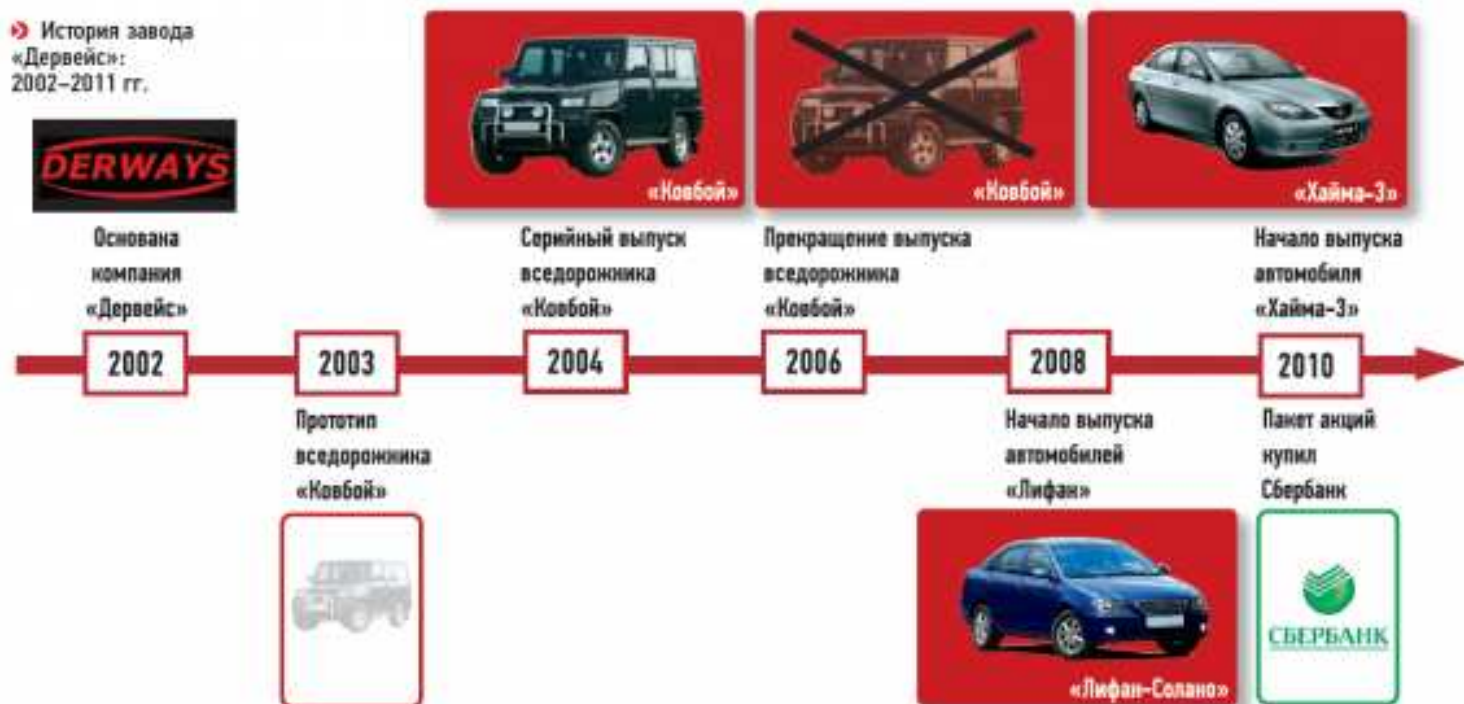 История завода
«Дервейс»:
2002–2011 гг.
DERWAYS
«Ковбой»
«Ковбой»
«Хайма-3»
Основана
компания
«Дервейс»
Серийный выпуск
вседорожника
«Ковбой»
Прекращение выпуска
вседорожника
«Ковбой»
Начало выпуска
автомобиля
«Хайма-3»
2002
2003
2004
2006
2008
2010
Прототип
вседорожника
«Ковбой»
Начало выпуска
автомобилей
«Лифан»
Пакет акций
купил
Сбербанк
«Лифан-Солано»
СБЕРБАНК